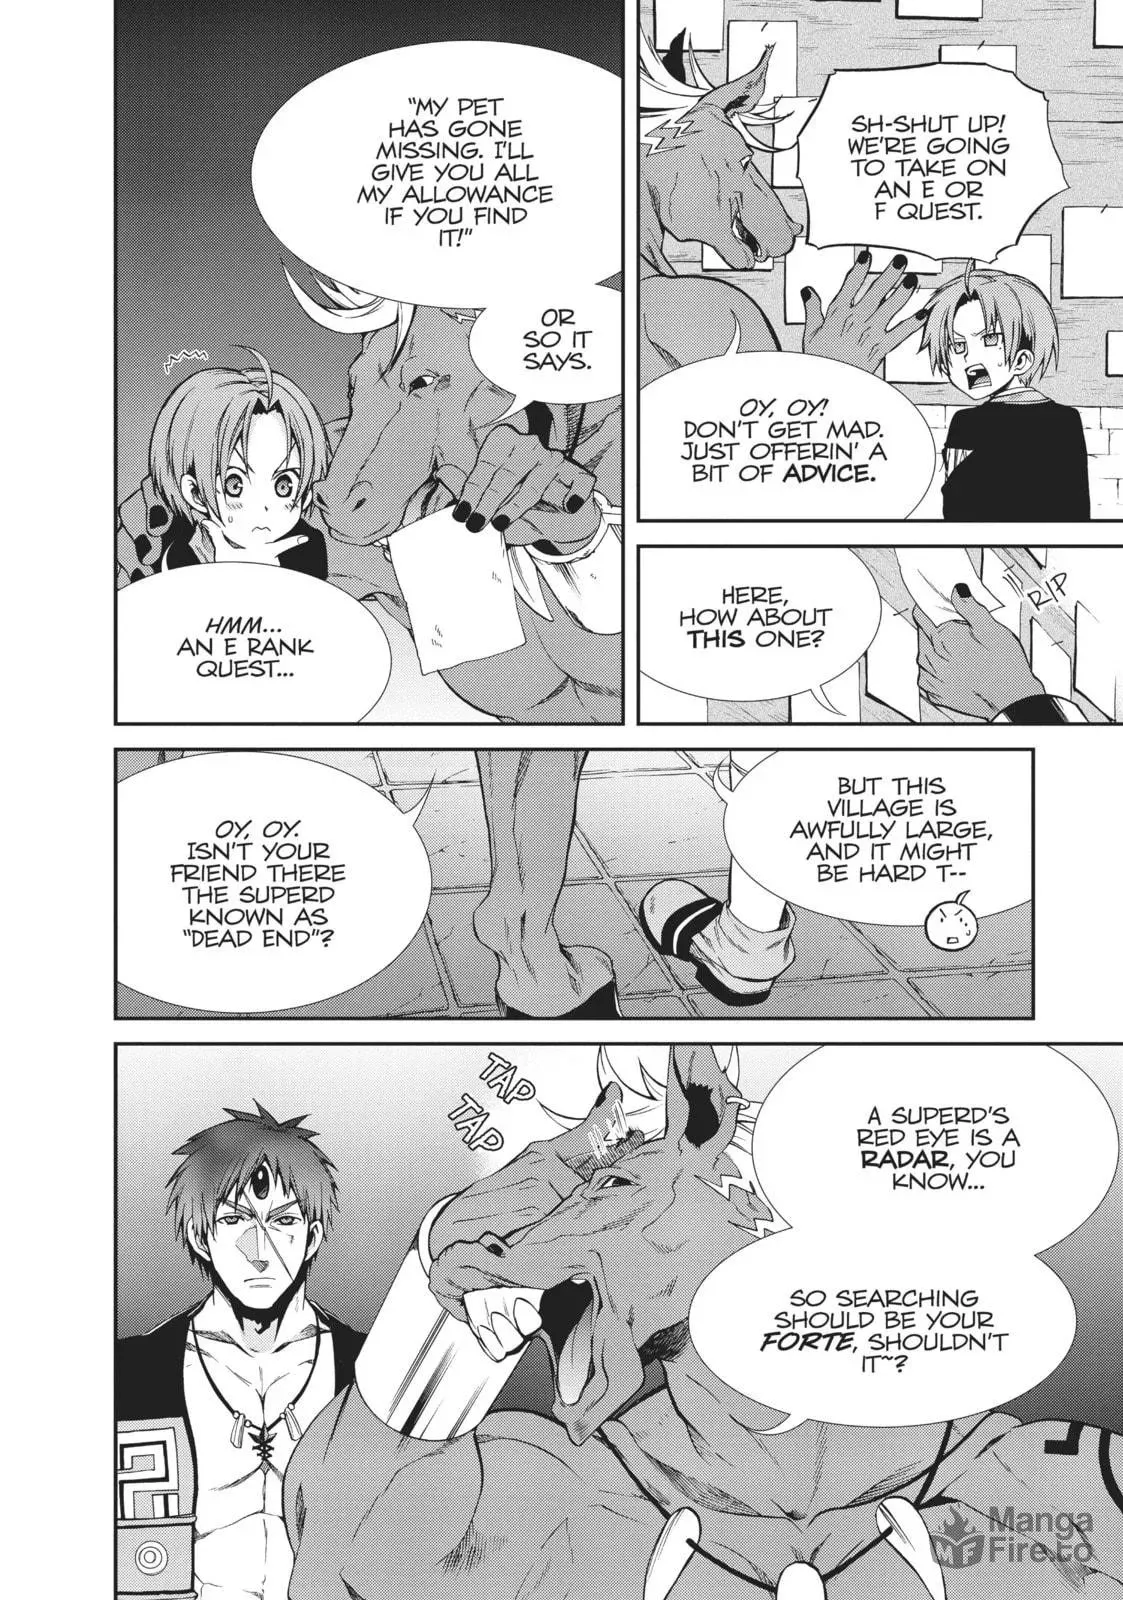 SH-SHUT UP!
WE'RE GOING
TO TAKE ON
AN E OR
F QUEST.
OY, OY!
DON'T GET MAD.
JUST OFFERIN' A
BIT OF ADVICE.
RIP
HERE,
HOW ABOUT
THIS ONE?
"MY PET
HAS GONE
MISSING. I'LL
GIVE YOU ALL
MY ALLOWANCE
IF YOU FIND
IT!"
OR
SO IT
SAYS.
HMM...
AN E RANK
QUEST...
BUT THIS
VILLAGE IS
AWFULLY LARGE,
AND IT MIGHT
BE HARD T--
OY, OY.
ISN'T YOUR
FRIEND THERE
THE SUPERD
KNOWN AS
"DEAD END"?
A SUPERD'S
RED EYE IS A
RADAR, YOU
KNOW...
SO SEARCHING
SHOULD BE YOUR
FORTE, SHOULDN'T
IT~?
TAP
TAP
Manga
Fire.to
MF